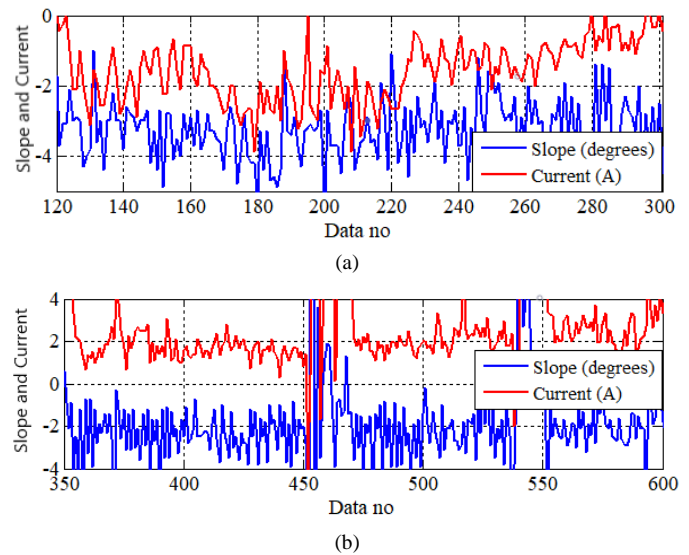 Slope and Current
0
-2
-4
120 140 160 180 200 220 240 260 280 300
Slope (degrees)
Current (A)
Data no
(a)
Slope and Current
4
2
0
-2
-4
350 400 450 500 550 600
Slope (degrees)
Current (A)
Data no
(b)